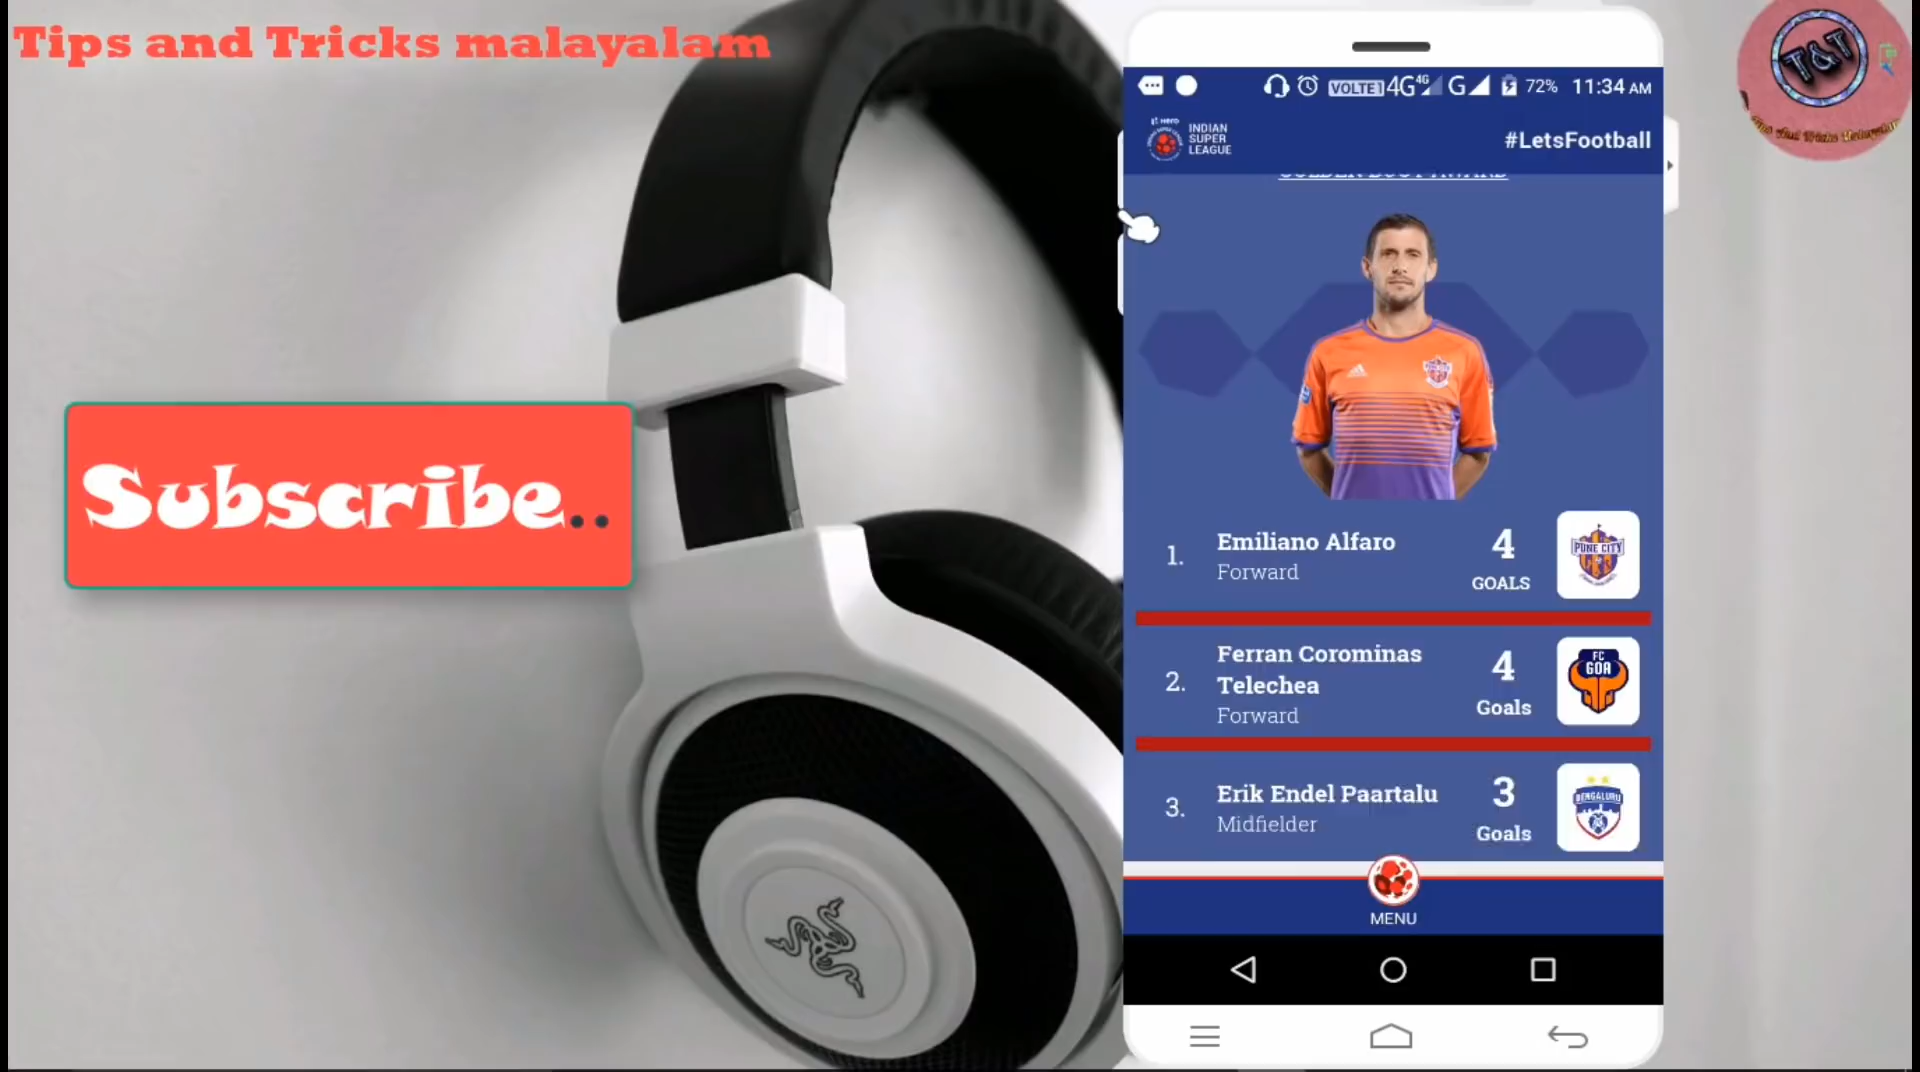 Tips and Tricks malayalam
T&T
VOLTE 1 4G 4G G 72% 11:34 AM
INDIAN
SUPER
LEAGUE
#LetsFootball
Subscribe..
1. Emiliano Alfaro
Forward
4
GOALS
PUNE CITY
2. Ferran Corominas
Telechea
Forward
4
Goals
FC
GOA
3. Erik Endel Paartalu
Midfielder
3
Goals
BENGALURU
MENU